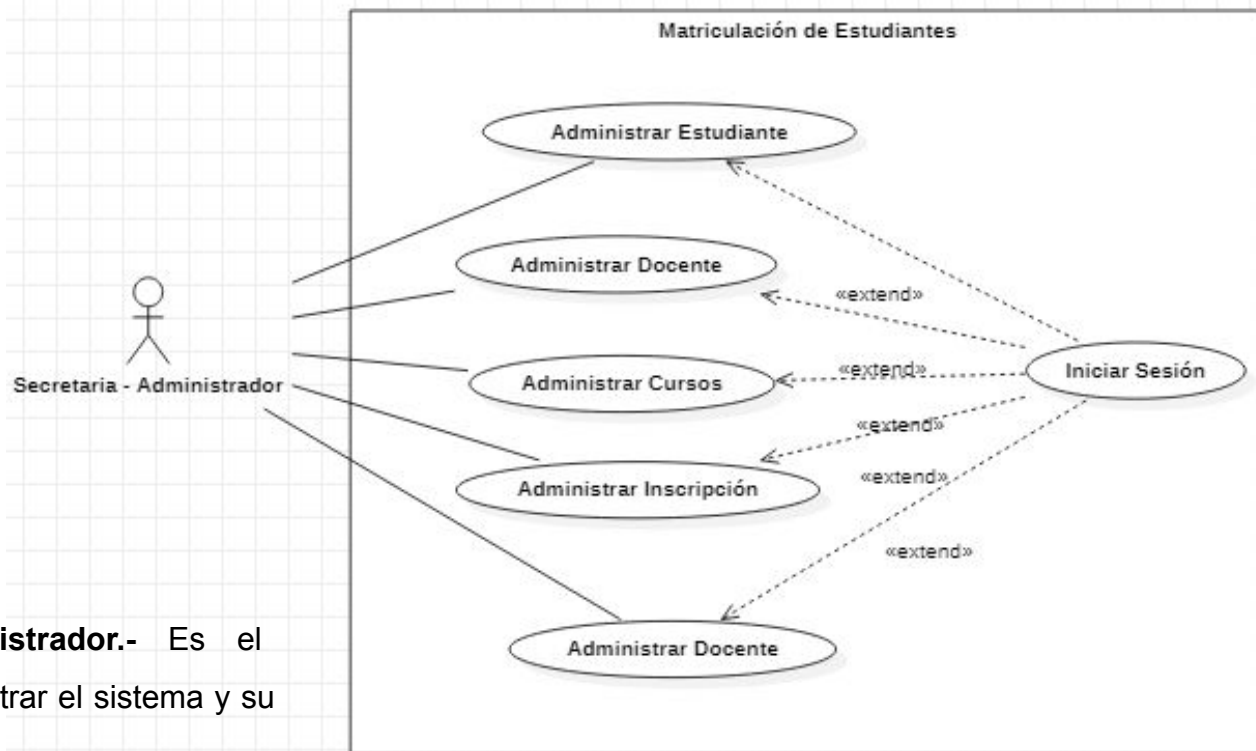 Matriculación de Estudiantes
Administrar Estudiante
Administrar Docente
«extend»
Secretaria - Administrador
Administrar Cursos
«extend»
Iniciar Sesión
«extend»
Administrar Inscripción
«extend»
«extend»
istrador.- Es el
Administrar Docente
trar el sistema y su